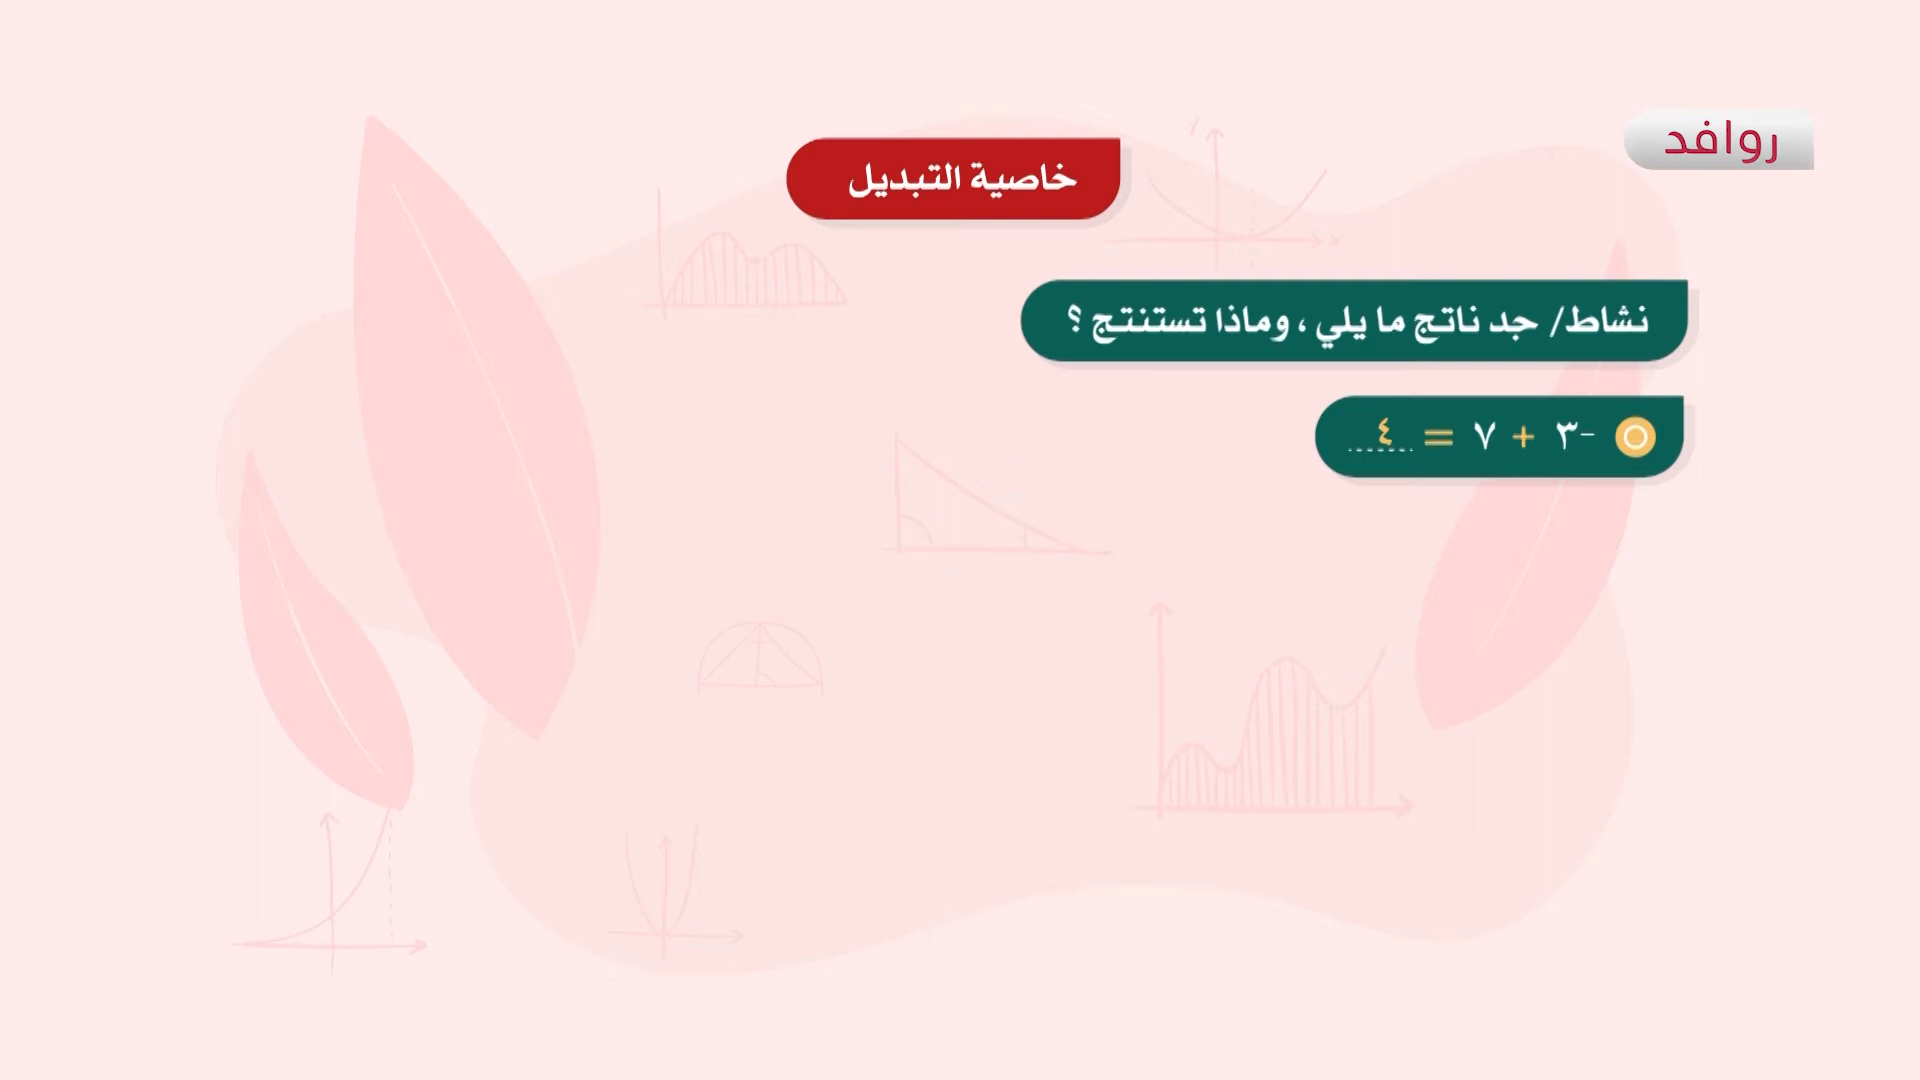 روافد
خاصية التبديل
نشاط/ جد ناتج ما يلي ، وماذا تستنتج ؟
-٣ + ٧ = ٤
y
x